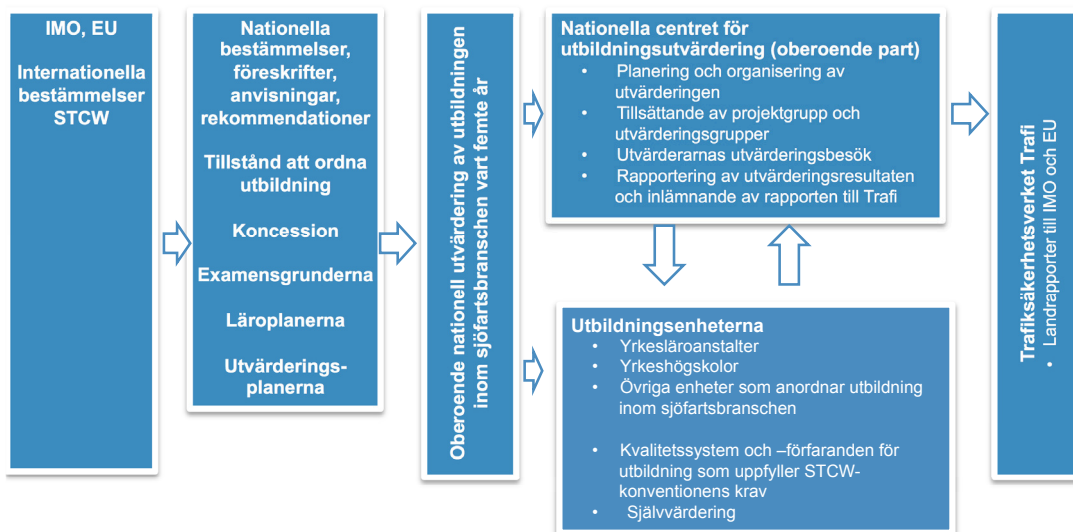 IMO, EU
Internationella
bestämmelser
STCW
Nationella
bestämmelser,
föreskrifter,
anvisningar,
rekommendationer
Tillstånd att ordna
utbildning
Koncession
Examensgrunderna
Läroplanerna
Utvärderings-
planerna
Oberoende nationell utvärdering av utbildningen
inom sjöfartsbranschen vart femte år
Nationella centret för
utbildningsutvärdering (oberoende part)
• Planering och organisering av
utvärderingen
• Tillsättande av projektgrupp och
utvärderingsgrupper
• Utvärderarnas utvärderingsbesök
• Rapportering av utvärderingsresultaten
och inlämnande av rapporten till Trafi
Utbildningsenheterna
• Yrkesläroanstalter
• Yrkeshögskolor
• Övriga enheter som anordnar utbildning
inom sjöfartsbranschen
• Kvalitetssystem och –förfaranden för
utbildning som uppfyller STCW-
konventionens krav
• Självvärdering
Trafiksäkerhetsverket Trafi
• Landrapporter till IMO och EU